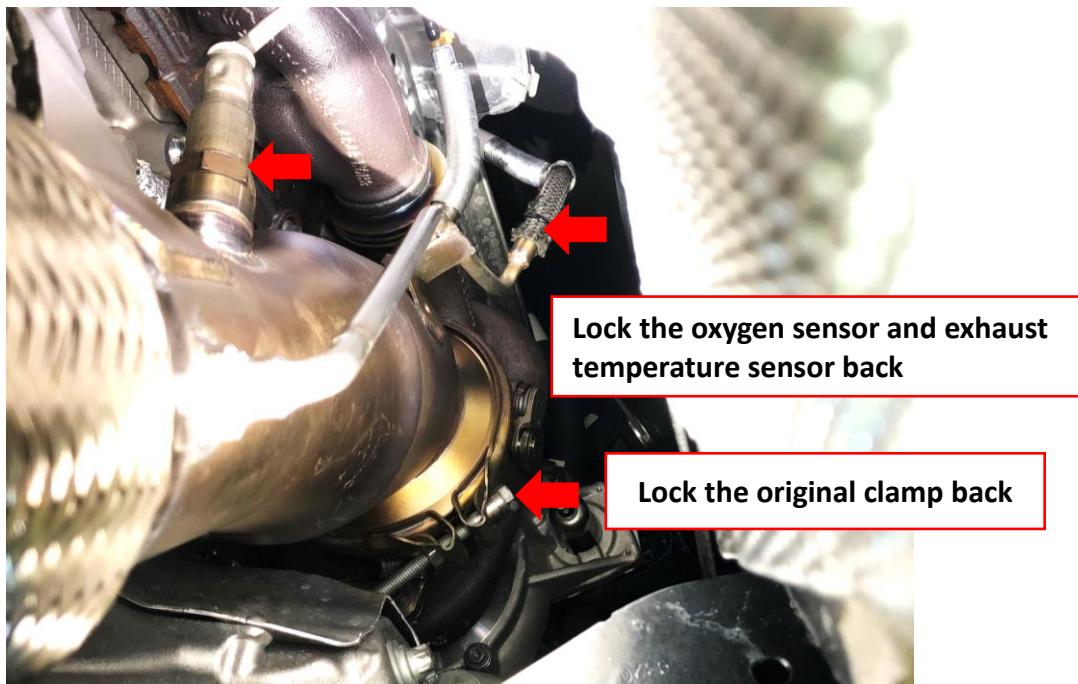 Lock the oxygen sensor and exhaust
temperature sensor back
Lock the original clamp back